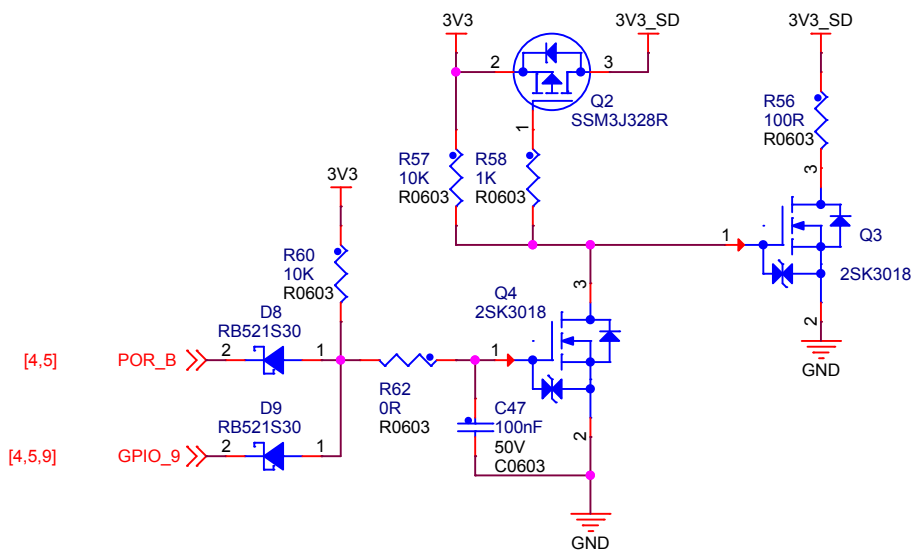 3V3
3V3_SD
3V3_SD
2
3
Q2
SSM3J328R
1
R56
100R
R0603
R57
10K
R0603
R58
1K
R0603
3
3V3
1
Q3
2SK3018
R60
10K
R0603
Q4
2SK3018
3
2
GND
D8
RB521S30
[4,5]
POR_B
2
1
1
R62
0R
R0603
C47
100nF
50V
C0603
2
D9
RB521S30
[4,5,9]
GPIO_9
2
1
GND